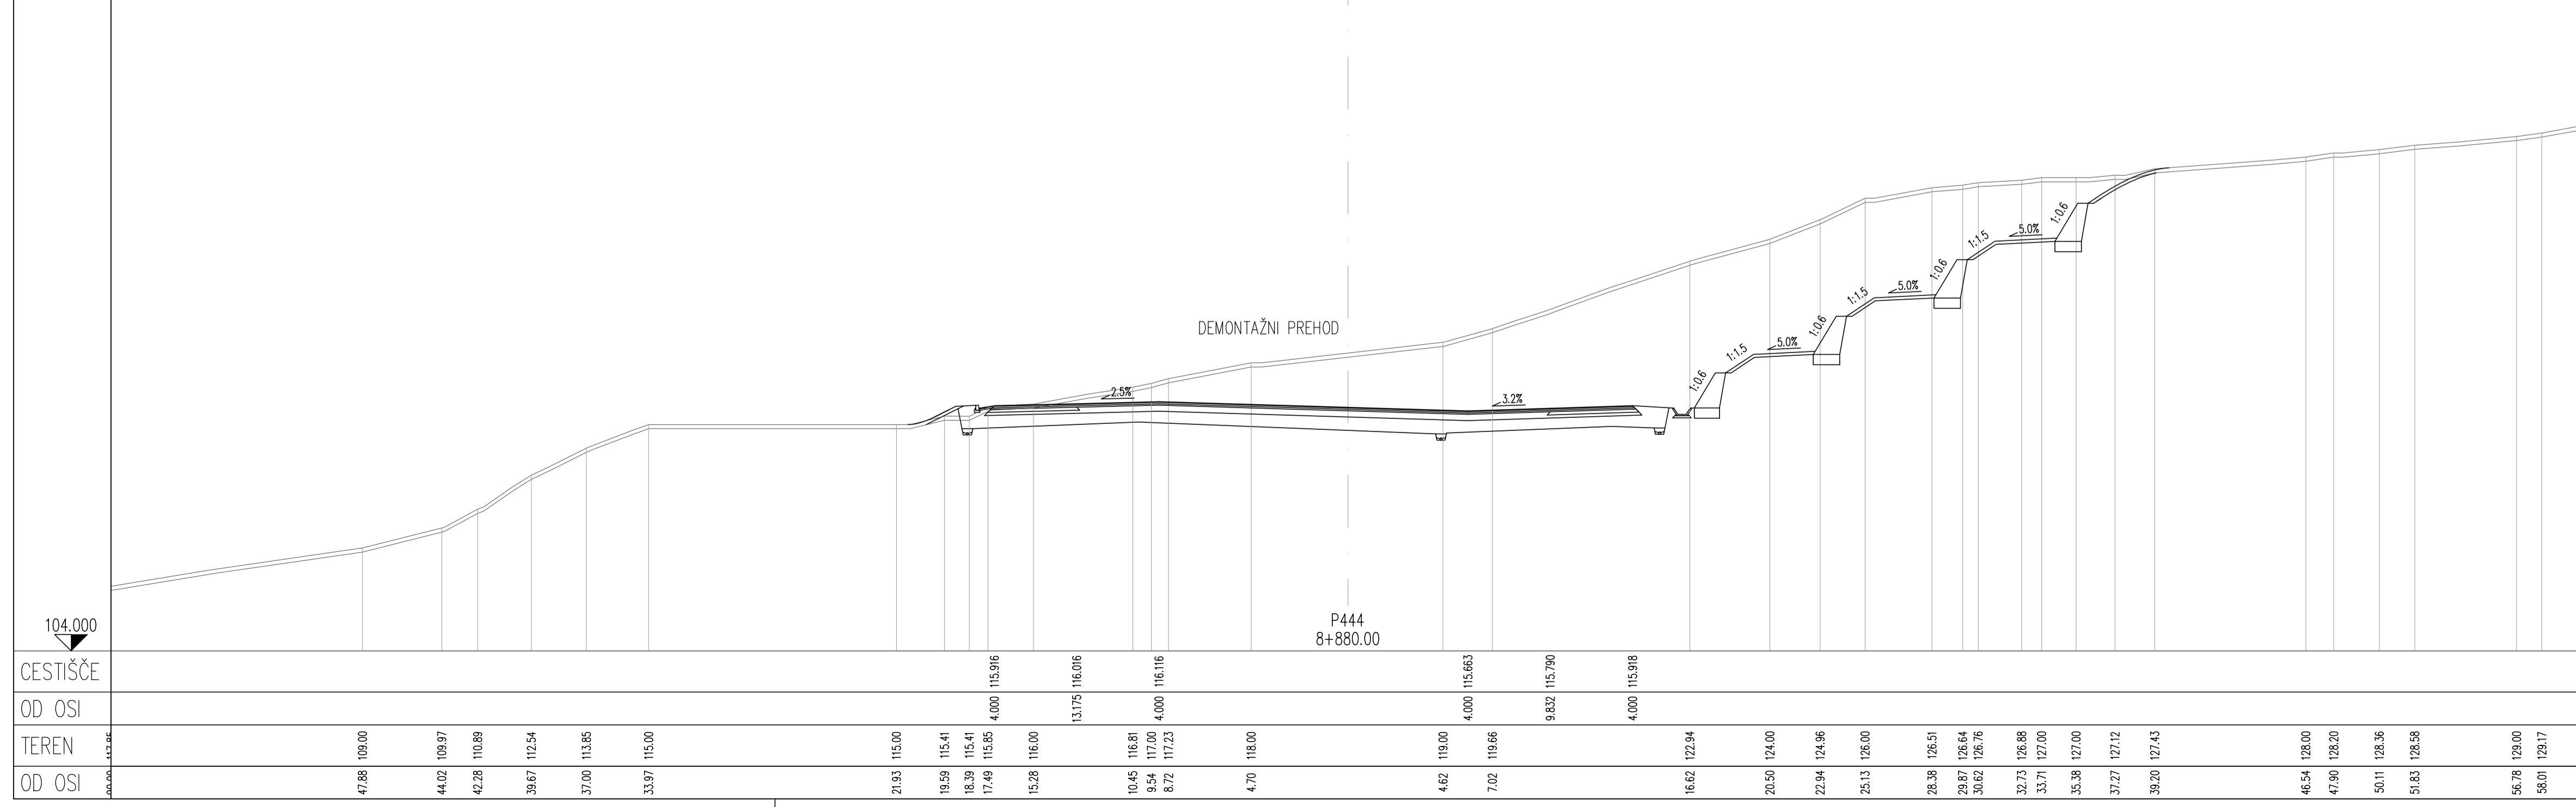 1:0.6
5.0%
1:1.5
1:0.6
5.0%
1:1.5
1:0.6
DEMONTAŽNI PREHOD
5.0%
1:1.5
1:0.6
2.5%
3.2%
104.000
P444
8+880.00
CESTIŠČE 115.916 116.016 116.116 115.663 115.790 115.918
OD OSI 4.000 13.175 4.000 4.000 9.832 4.000
TEREN 109.00 109.97 110.89 112.54 113.85 115.00 115.00 115.41 115.41 115.85 116.00 116.81 117.00 117.23 118.00 119.00 119.66 122.94 124.00 124.96 126.00 126.51 126.64 126.76 126.88 127.00 127.00 127.12 127.43 128.00 128.20 128.36 128.58 129.00 129.17
OD OSI 47.88 44.02 42.28 39.67 37.00 33.97 21.93 19.59 18.39 17.49 15.28 10.45 9.54 8.72 4.70 4.62 7.02 16.62 20.50 22.94 25.13 28.38 29.87 30.62 32.73 33.71 35.38 37.27 39.20 46.54 47.90 50.11 51.83 56.78 58.01